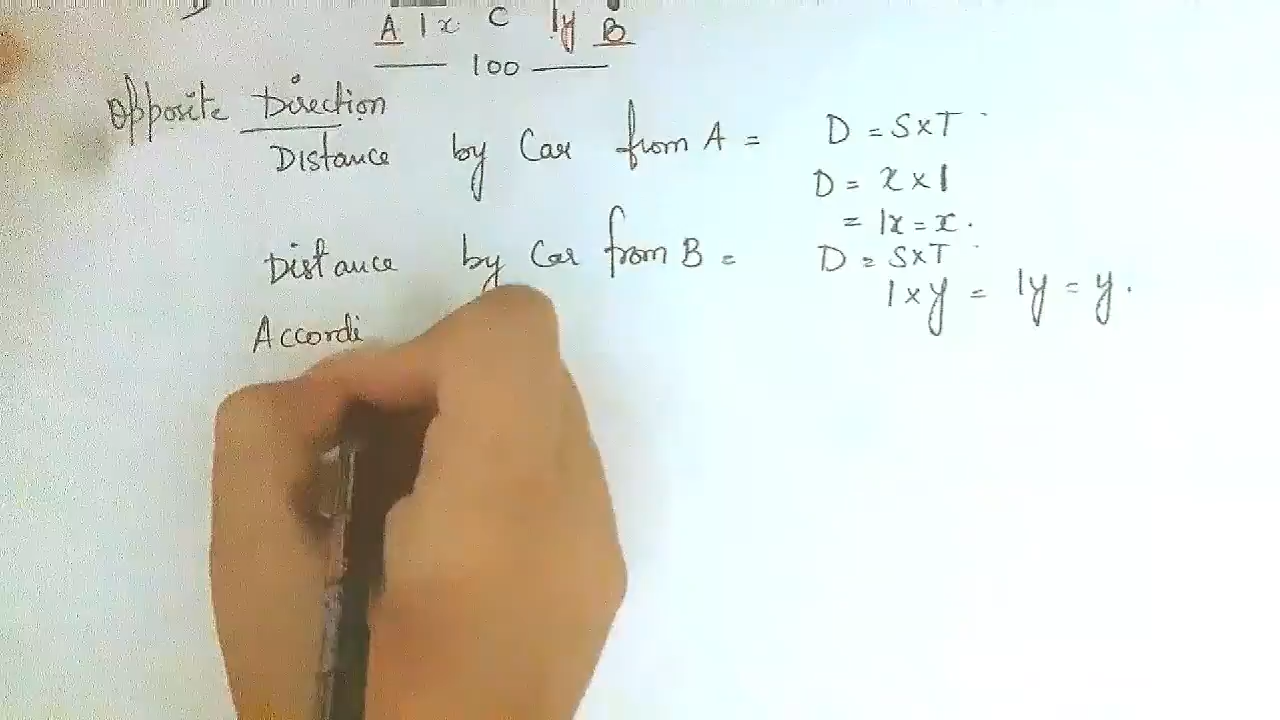 A 1x C 1y B
100
Opposite Direction
Distance by Car from A = D = S×T
D = x×1
= 1x = x.
Distance by Car from B = D = S×T
1×y = 1y = y.
Accordi